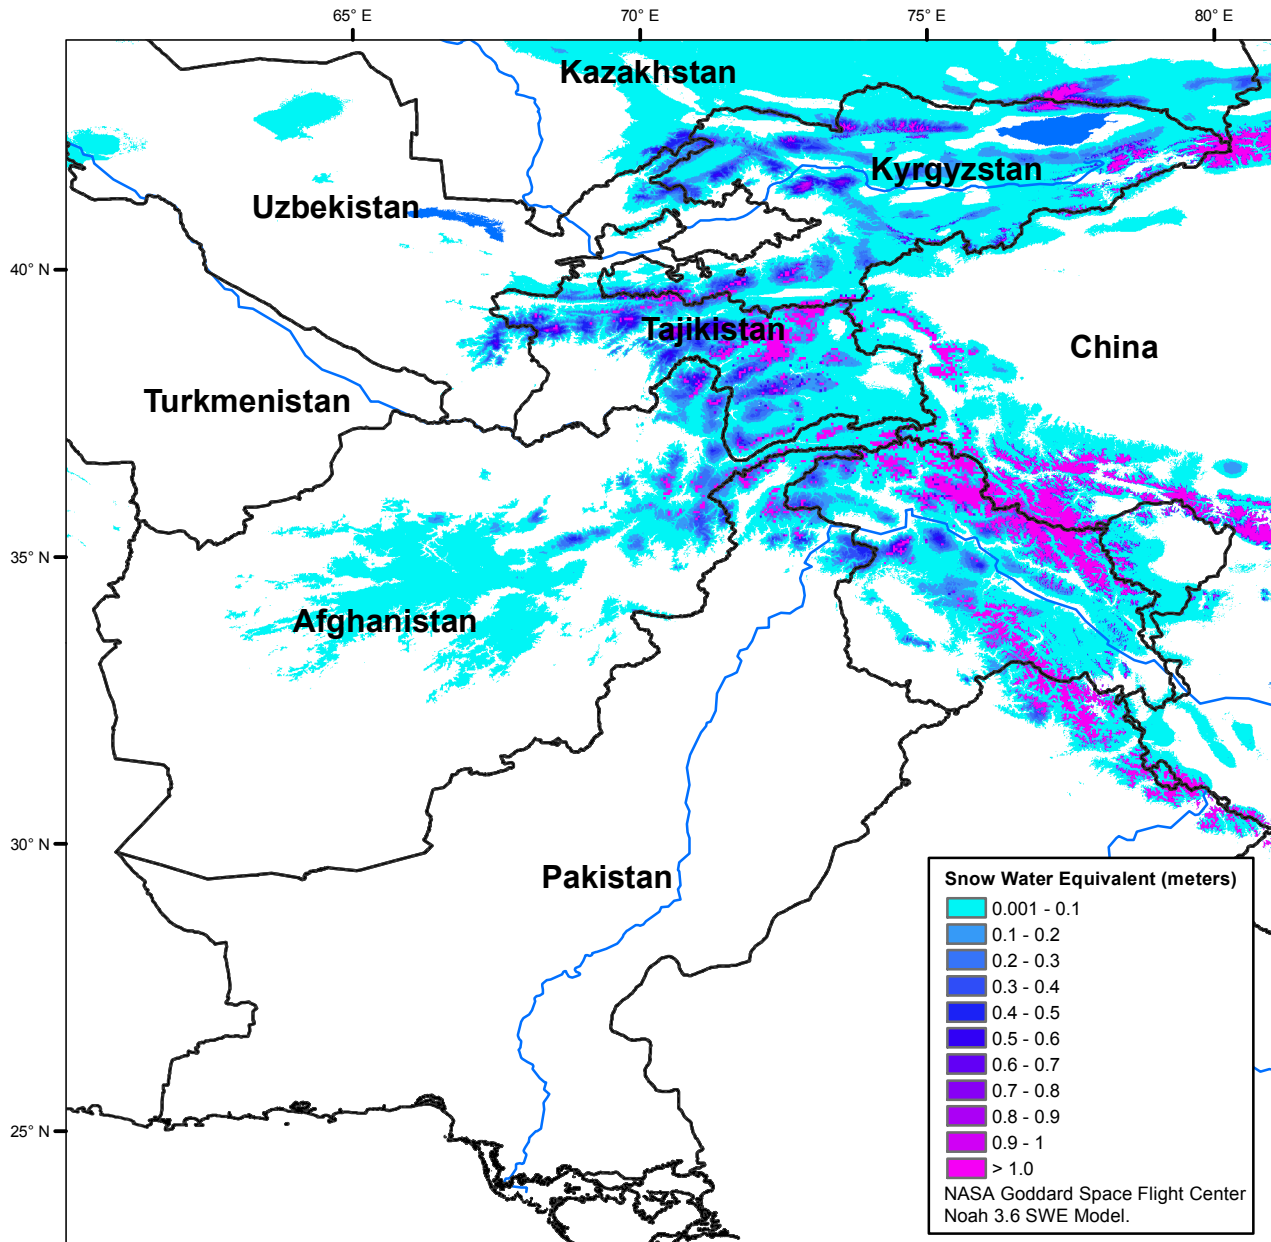 65° E
70° E
75° E
80° E
Kazakhstan
Kyrgyzstan
Uzbekistan
40° N
Tajikistan
China
Turkmenistan
35° N
Afghanistan
30° N
Pakistan
25° N
Snow Water Equivalent (meters)
0.001 - 0.1
0.1 - 0.2
0.2 - 0.3
0.3 - 0.4
0.4 - 0.5
0.5 - 0.6
0.6 - 0.7
0.7 - 0.8
0.8 - 0.9
0.9 - 1
> 1.0
NASA Goddard Space Flight Center
Noah 3.6 SWE Model.